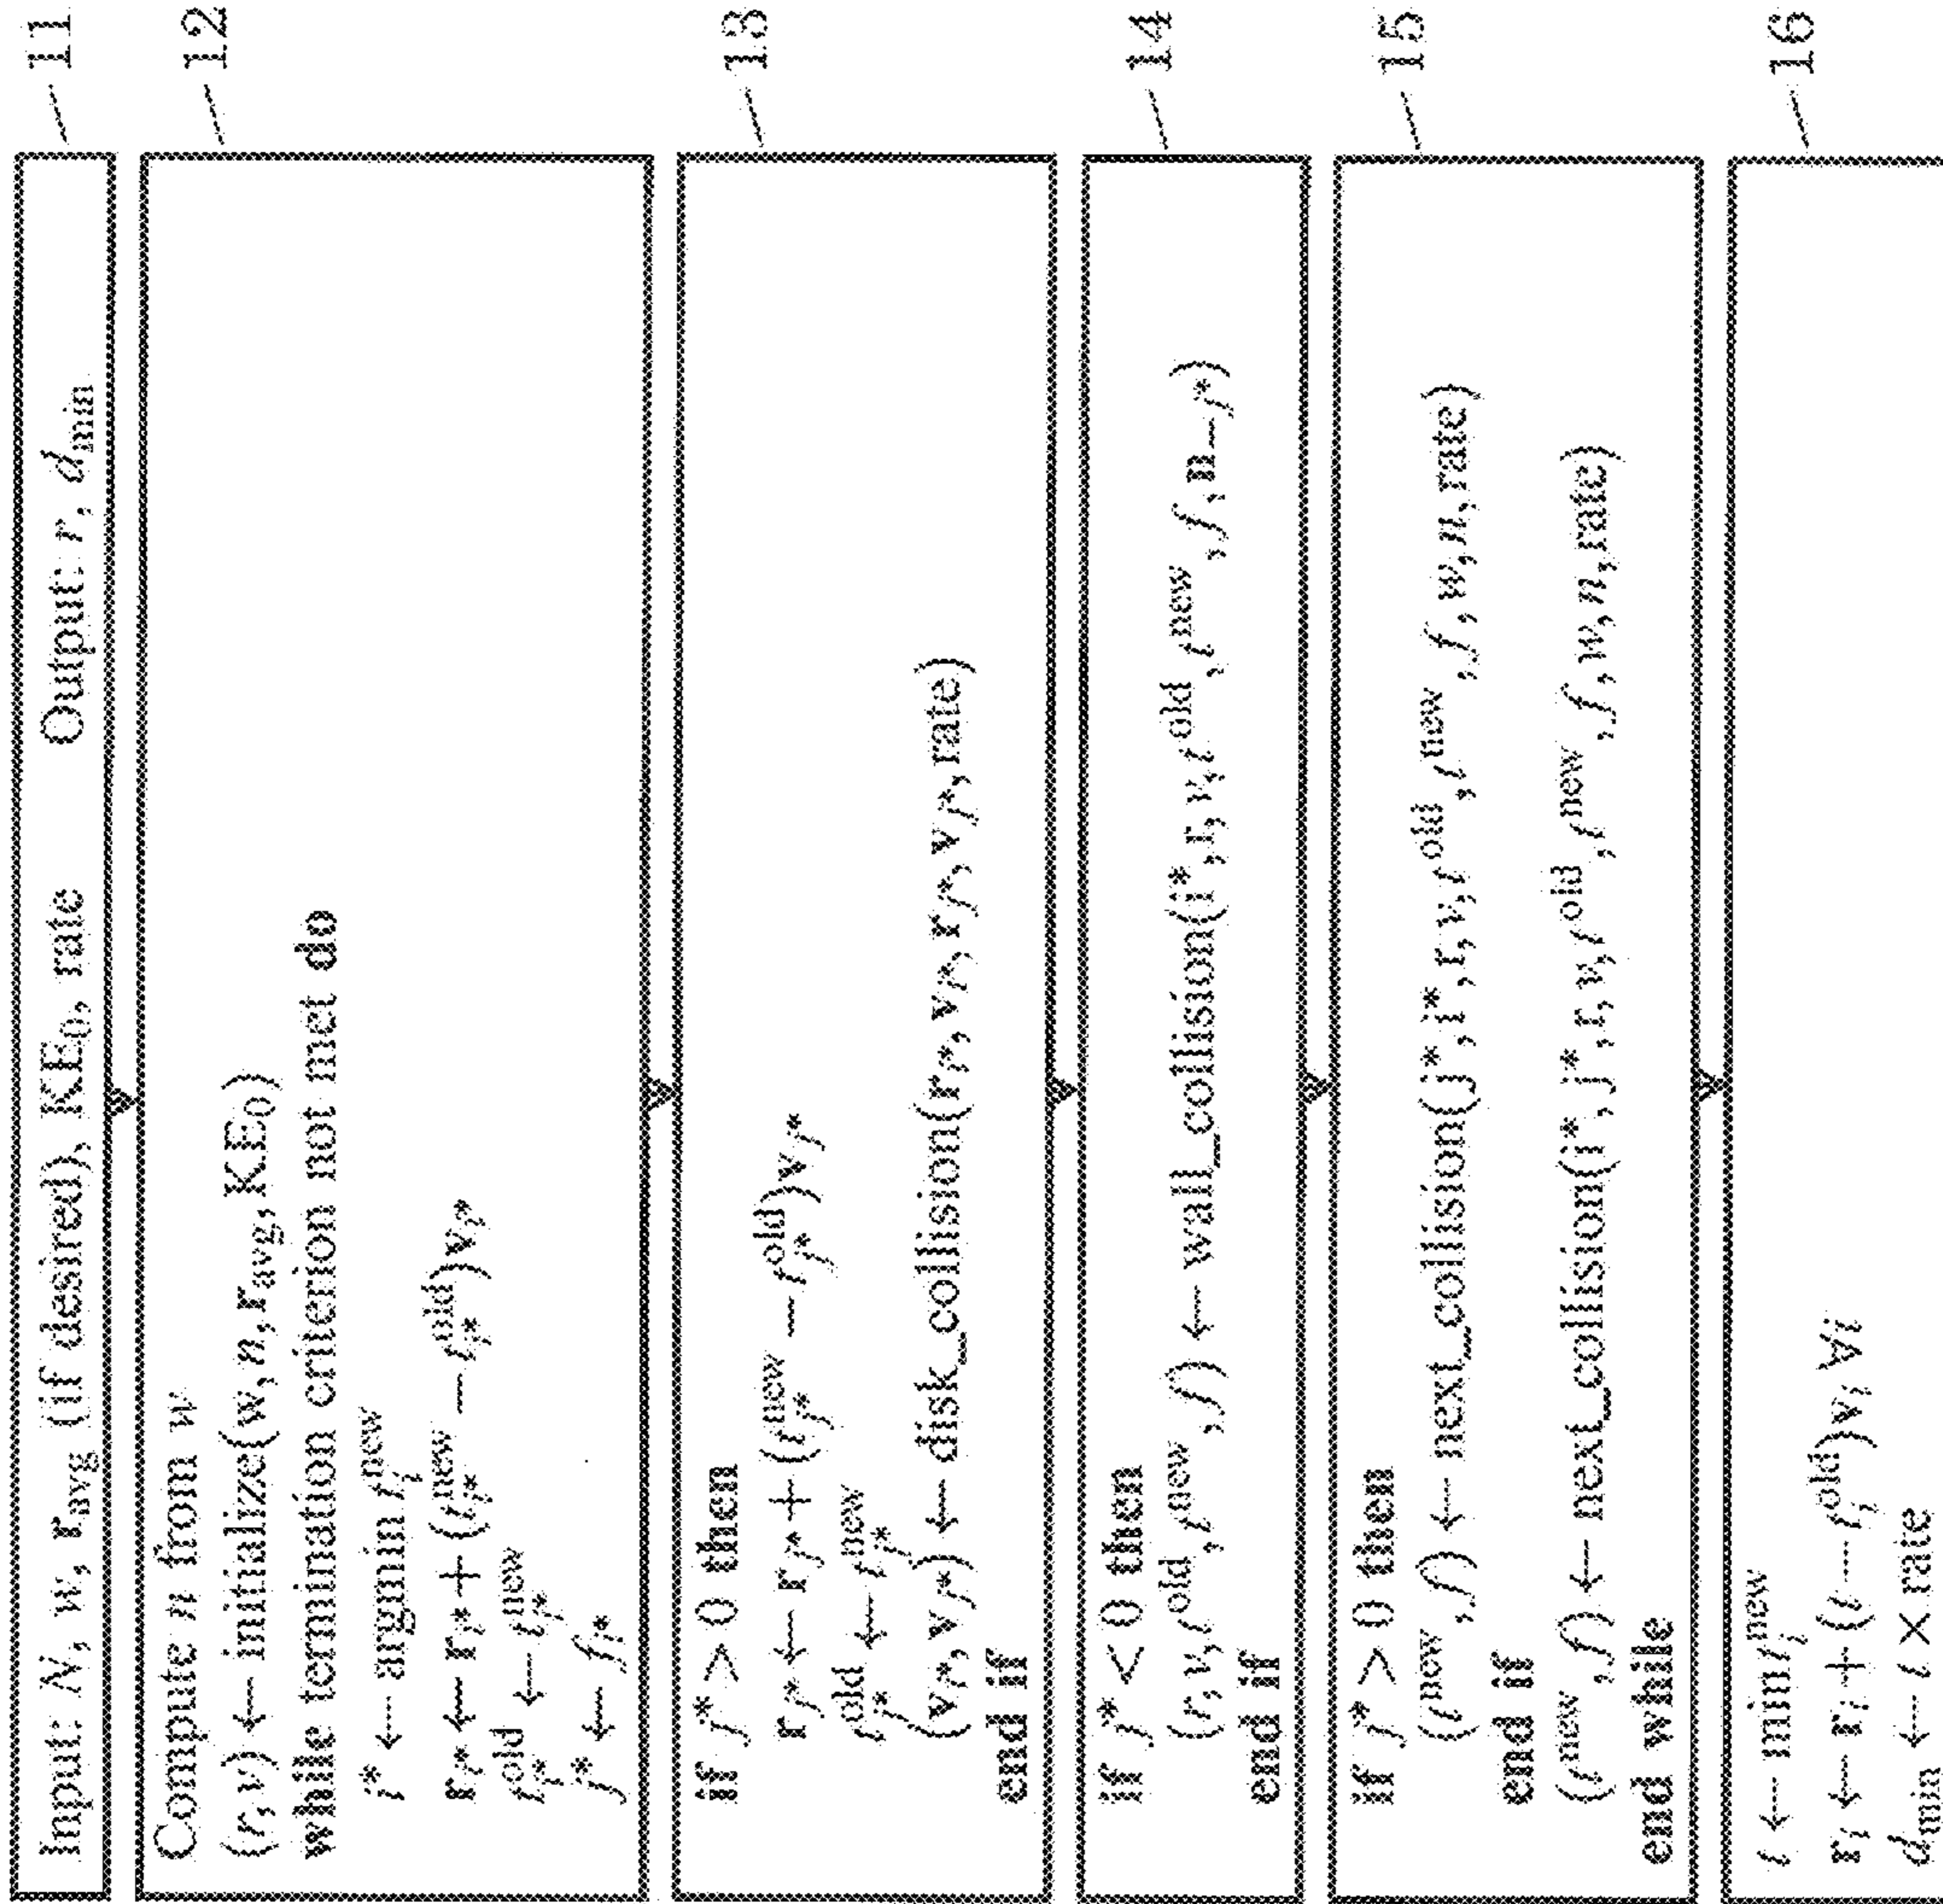 Input: N, w, r_avg (if desired), KE_0, rate Output: r, d_min
11
Compute n from w
(r,v) ← initialize(w,n,r_avg,KE_0)
while termination criterion not met do
i* ← argmin t_i^new
r_i* ← r_i* + (t_i*^new − t_i*^old)v_i*
t_i*^old ← t_i*^new
j* ← f_i*
12
if j* > 0 then
r_j* ← r_j* + (t_j*^new − t_j*^old)v_j*
t_j*^old ← t_j*^new
(v_i*, v_j*) ← disk_collision(r_i*, v_i*, r_j*, v_j*, rate)
end if
13
if j* < 0 then
(r,v,t^old,t^new,f) ← wall_collision(i*,r,v,t^old,t^new,f,n_−j*)
end if
14
if j* > 0 then
(t^new,f) ← next_collision(j*,i*,r,v,t^old,t^new,f,w,n,rate)
end if
(t^new,f) ← next_collision(i*,j*,r,v,t^old,t^new,f,w,n,rate)
end while
15
t ← min t_i^new
r_i ← r_i + (t − t_i^old)v_i ∀i
d_min ← t × rate
16